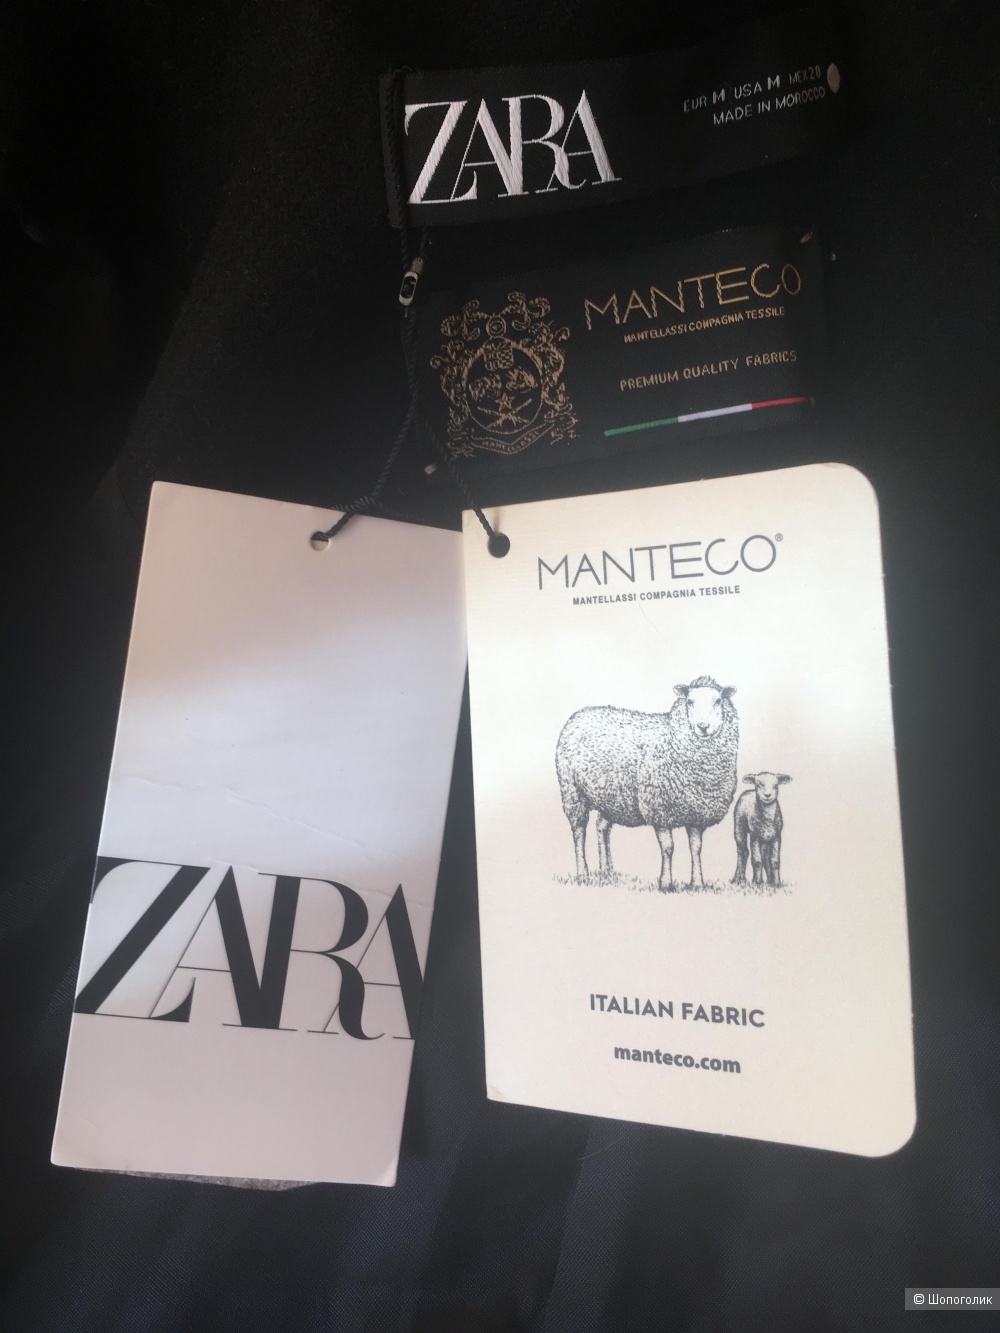 ZARA
EUR M USA M MEX 28
MADE IN MOROCCO
MANTECO
MANTELLASSI COMPAGNIA TESSILE
PREMIUM QUALITY FABRICS
MANTELLASSI
MANTECO®
MANTELLASSI COMPAGNIA TESSILE
ITALIAN FABRIC
manteco.com
ZARA
© Шопоголик